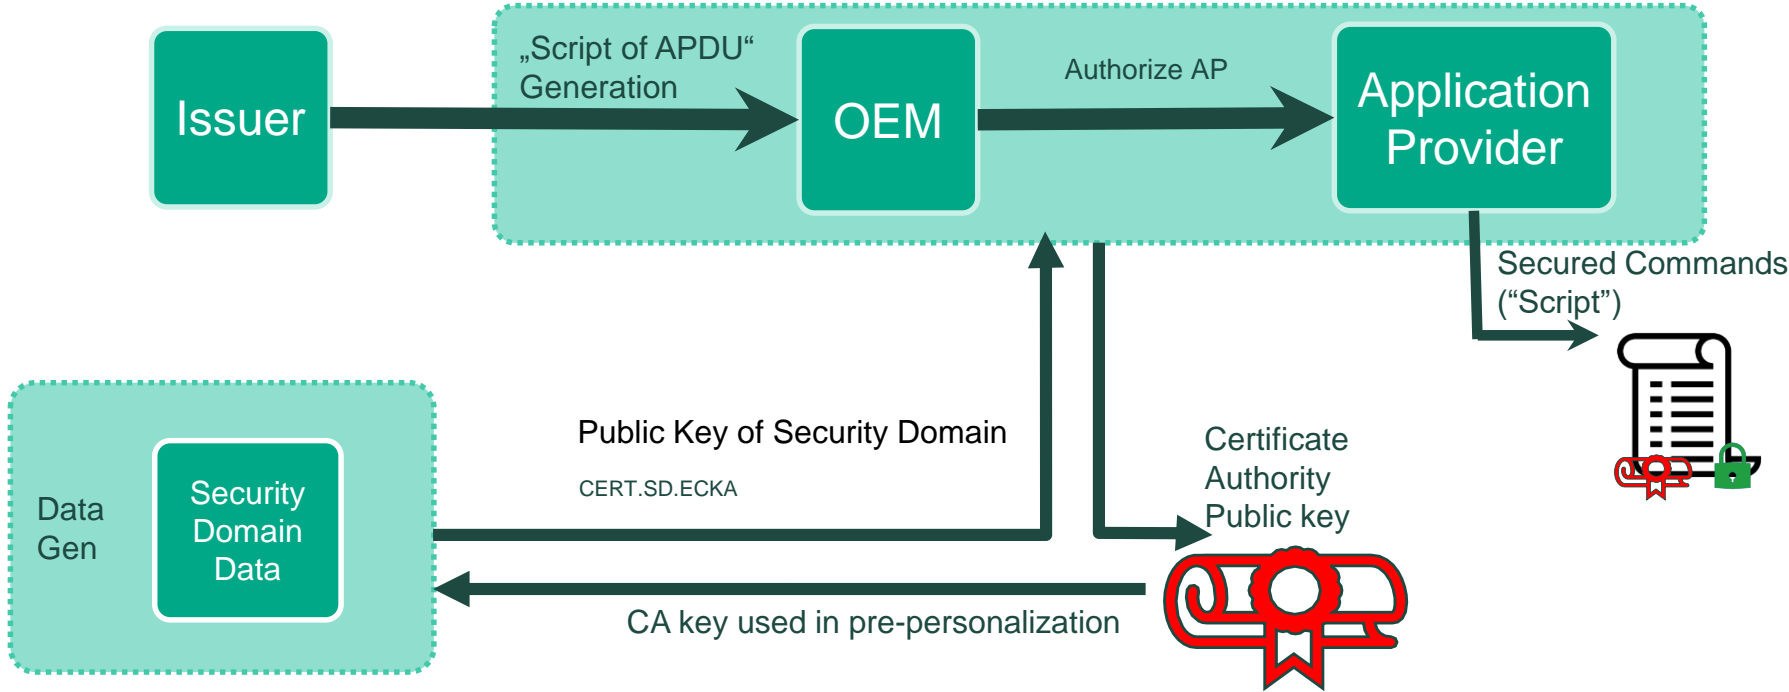 „Script of APDU“
Generation
Issuer
OEM
Authorize AP
Application
Provider
Secured Commands
(“Script”)
Public Key of Security Domain
CERT.SD.ECKA
Certificate
Authority
Public key
Data
Gen
Security
Domain
Data
CA key used in pre-personalization